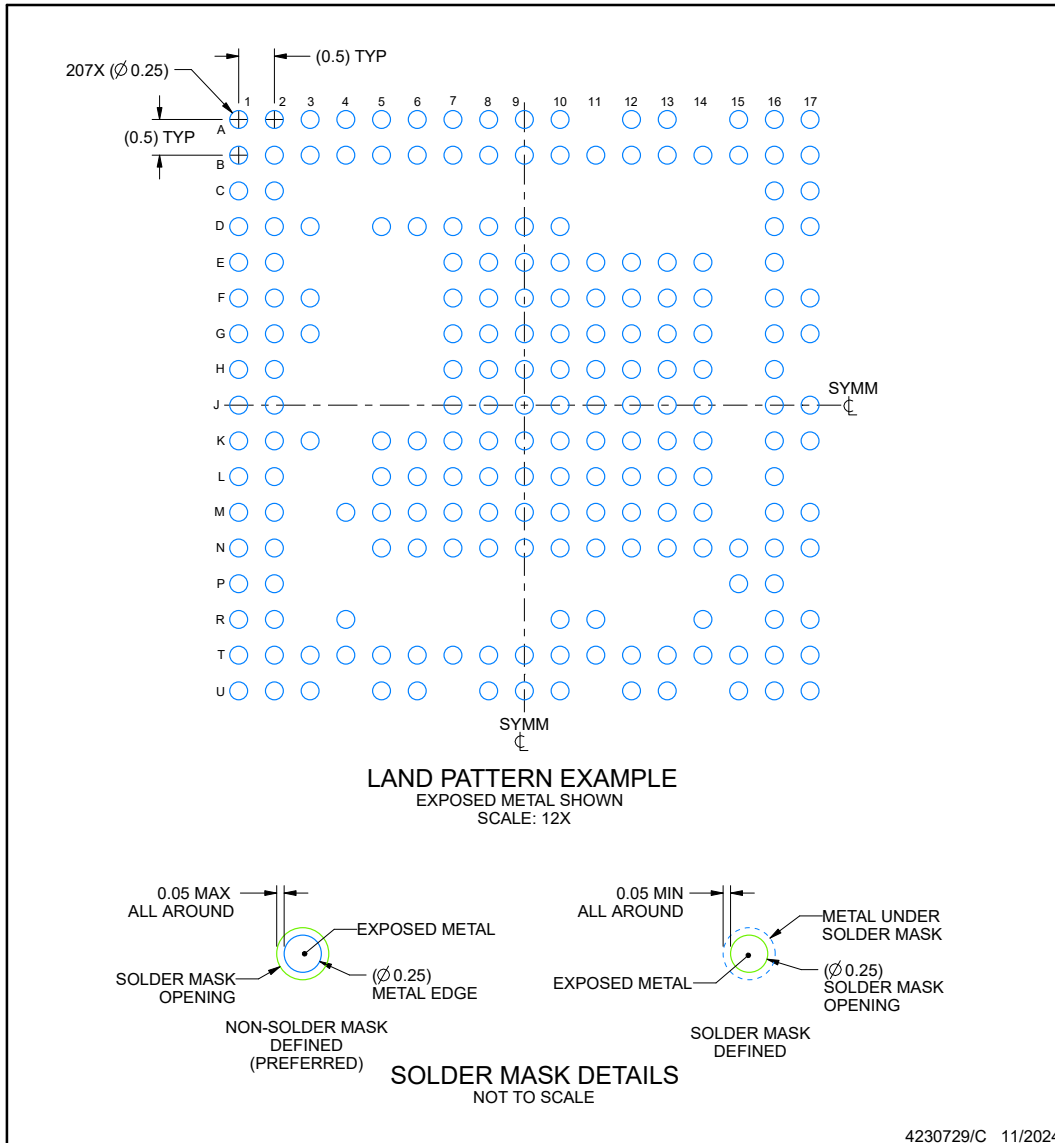 (0.5) TYP
207X (∅ 0.25)
1 2 3 4 5 6 7 8 9 10 11 12 13 14 15 16 17
A
(0.5) TYP
B
C
D
E
F
G
H
SYMM
℄
J
K
L
M
N
P
R
T
U
SYMM
℄
LAND PATTERN EXAMPLE
EXPOSED METAL SHOWN
SCALE: 12X
0.05 MAX
ALL AROUND
EXPOSED METAL
SOLDER MASK
OPENING
(∅ 0.25)
METAL EDGE
NON-SOLDER MASK
DEFINED
(PREFERRED)
0.05 MIN
ALL AROUND
METAL UNDER
SOLDER MASK
EXPOSED METAL
(∅ 0.25)
SOLDER MASK
OPENING
SOLDER MASK
DEFINED
SOLDER MASK DETAILS
NOT TO SCALE
4230729/C 11/2024